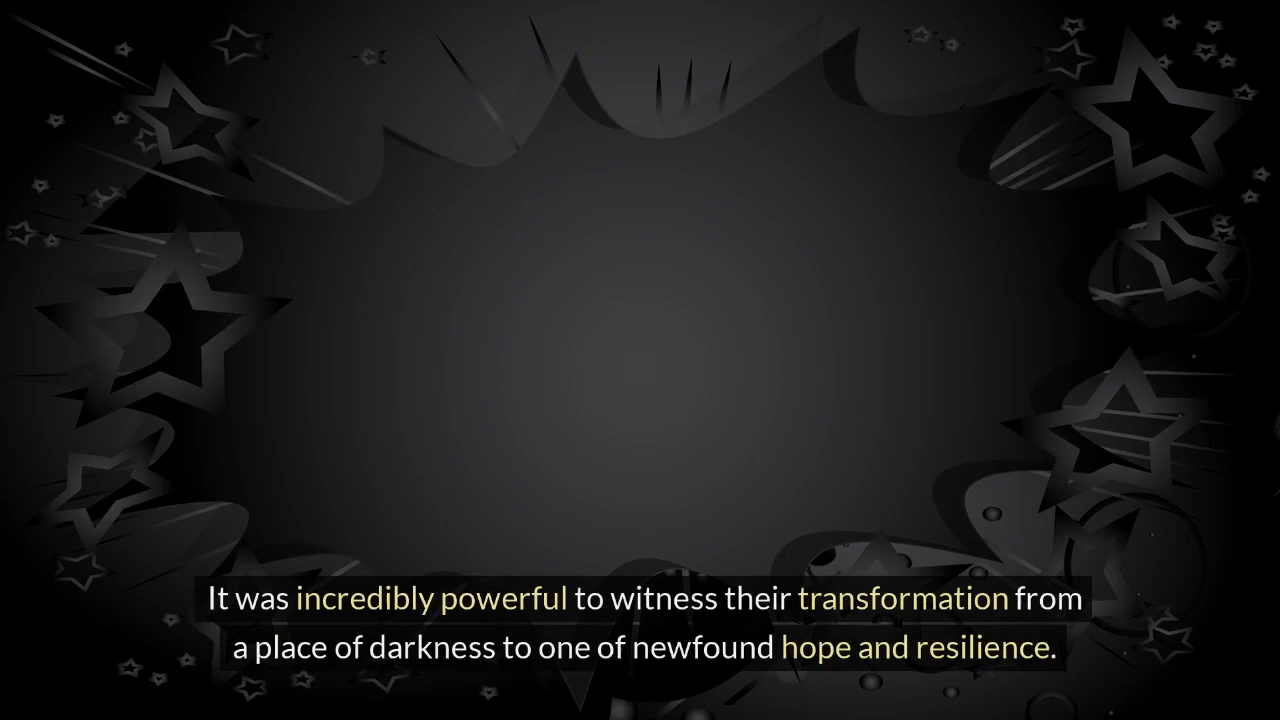 It was incredibly powerful to witness their transformation from
a place of darkness to one of newfound hope and resilience.